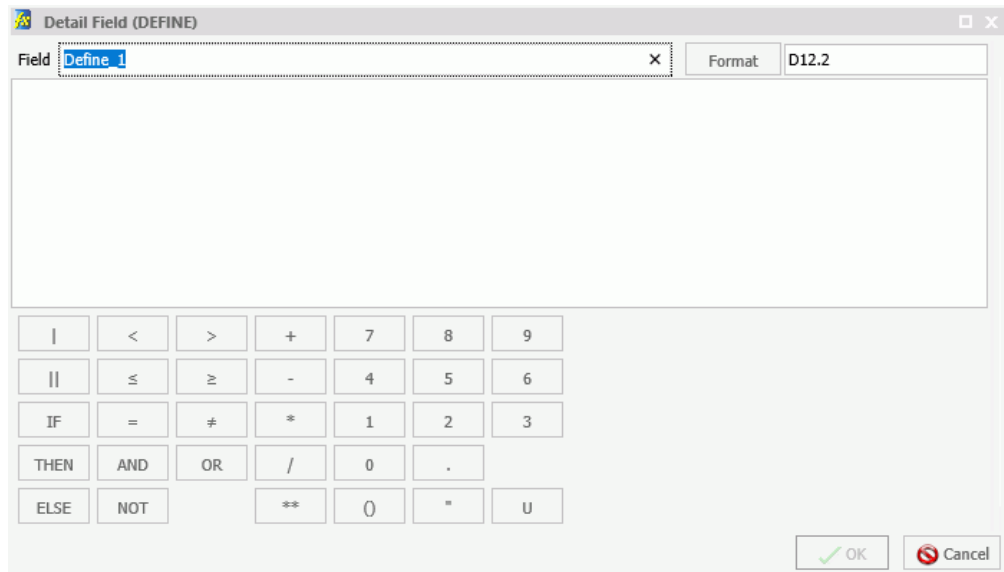 Detail Field (DEFINE)
Field Define_1 × Format D12.2
| < > + 7 8 9
|| ≤ ≥ - 4 5 6
IF = ≠ * 1 2 3
THEN AND OR / 0 .
ELSE NOT ** () " U
OK Cancel